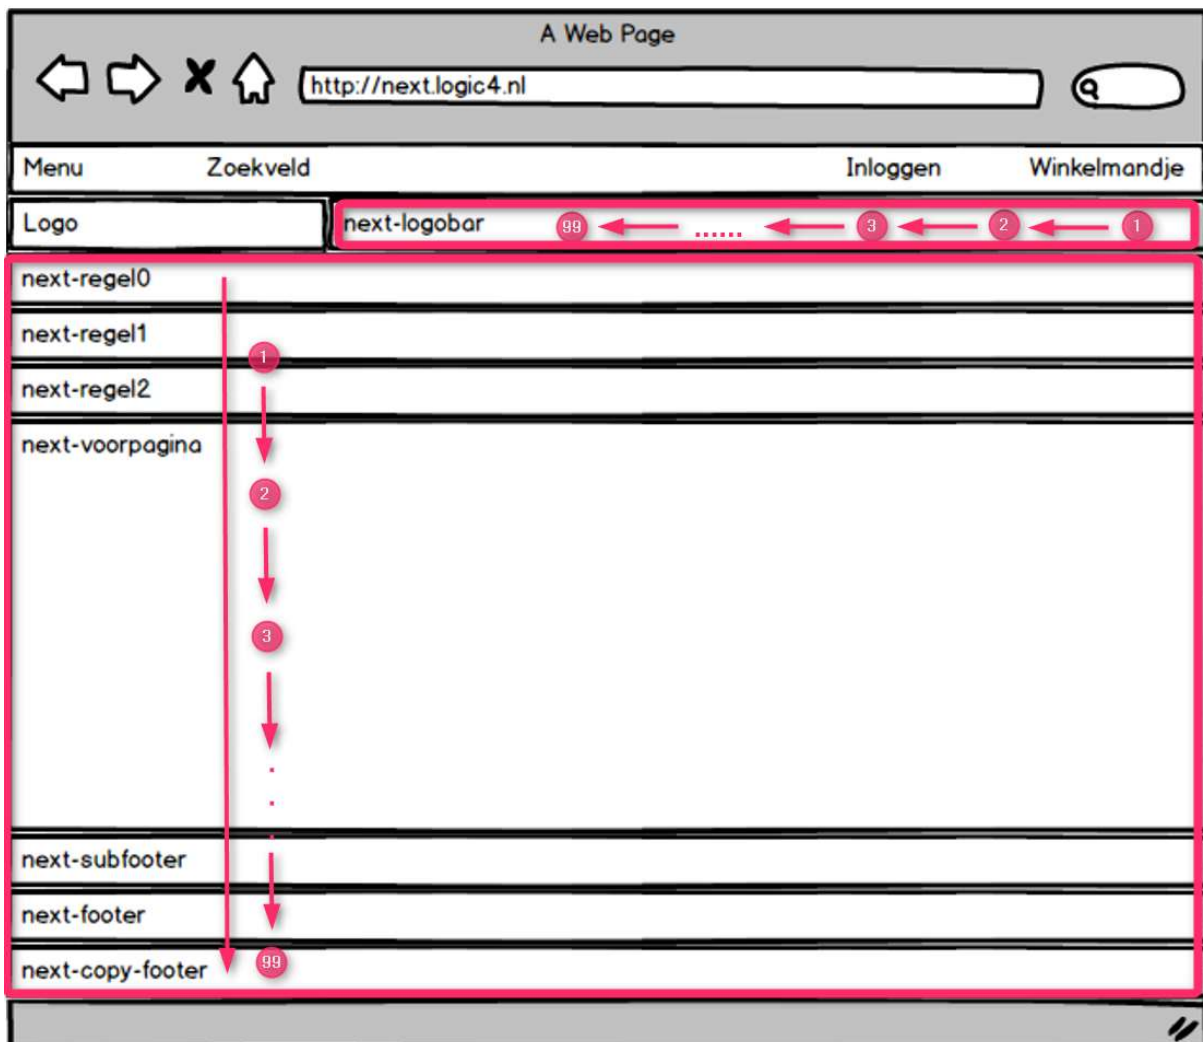 A Web Page
http://next.logic4.nl
Menu Zoekveld Inloggen Winkelmandje
Logo next-logobar 99 ...... 3 2 1
next-regel0
next-regel1
1
next-regel2
next-voorpagina
2
3
next-subfooter
next-footer
next-copy-footer 99